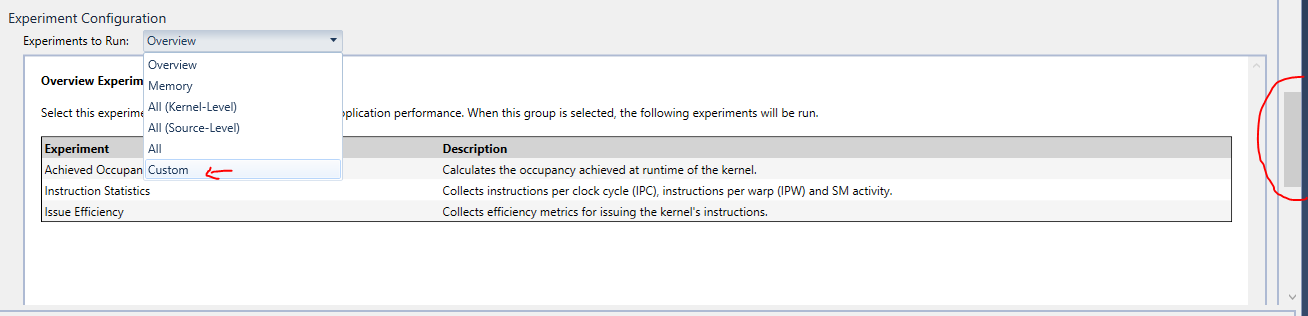 Experiment Configuration
Experiments to Run: Overview
Overview
Overview Experim
Memory
All (Kernel-Level)
Select this experime pplication performance. When this group is selected, the following experiments will be run.
All (Source-Level)
All
Experiment Description
Custom
Achieved Occupan Calculates the occupancy achieved at runtime of the kernel.
Instruction Statistics Collects instructions per clock cycle (IPC), instructions per warp (IPW) and SM activity.
Issue Efficiency Collects efficiency metrics for issuing the kernel's instructions.